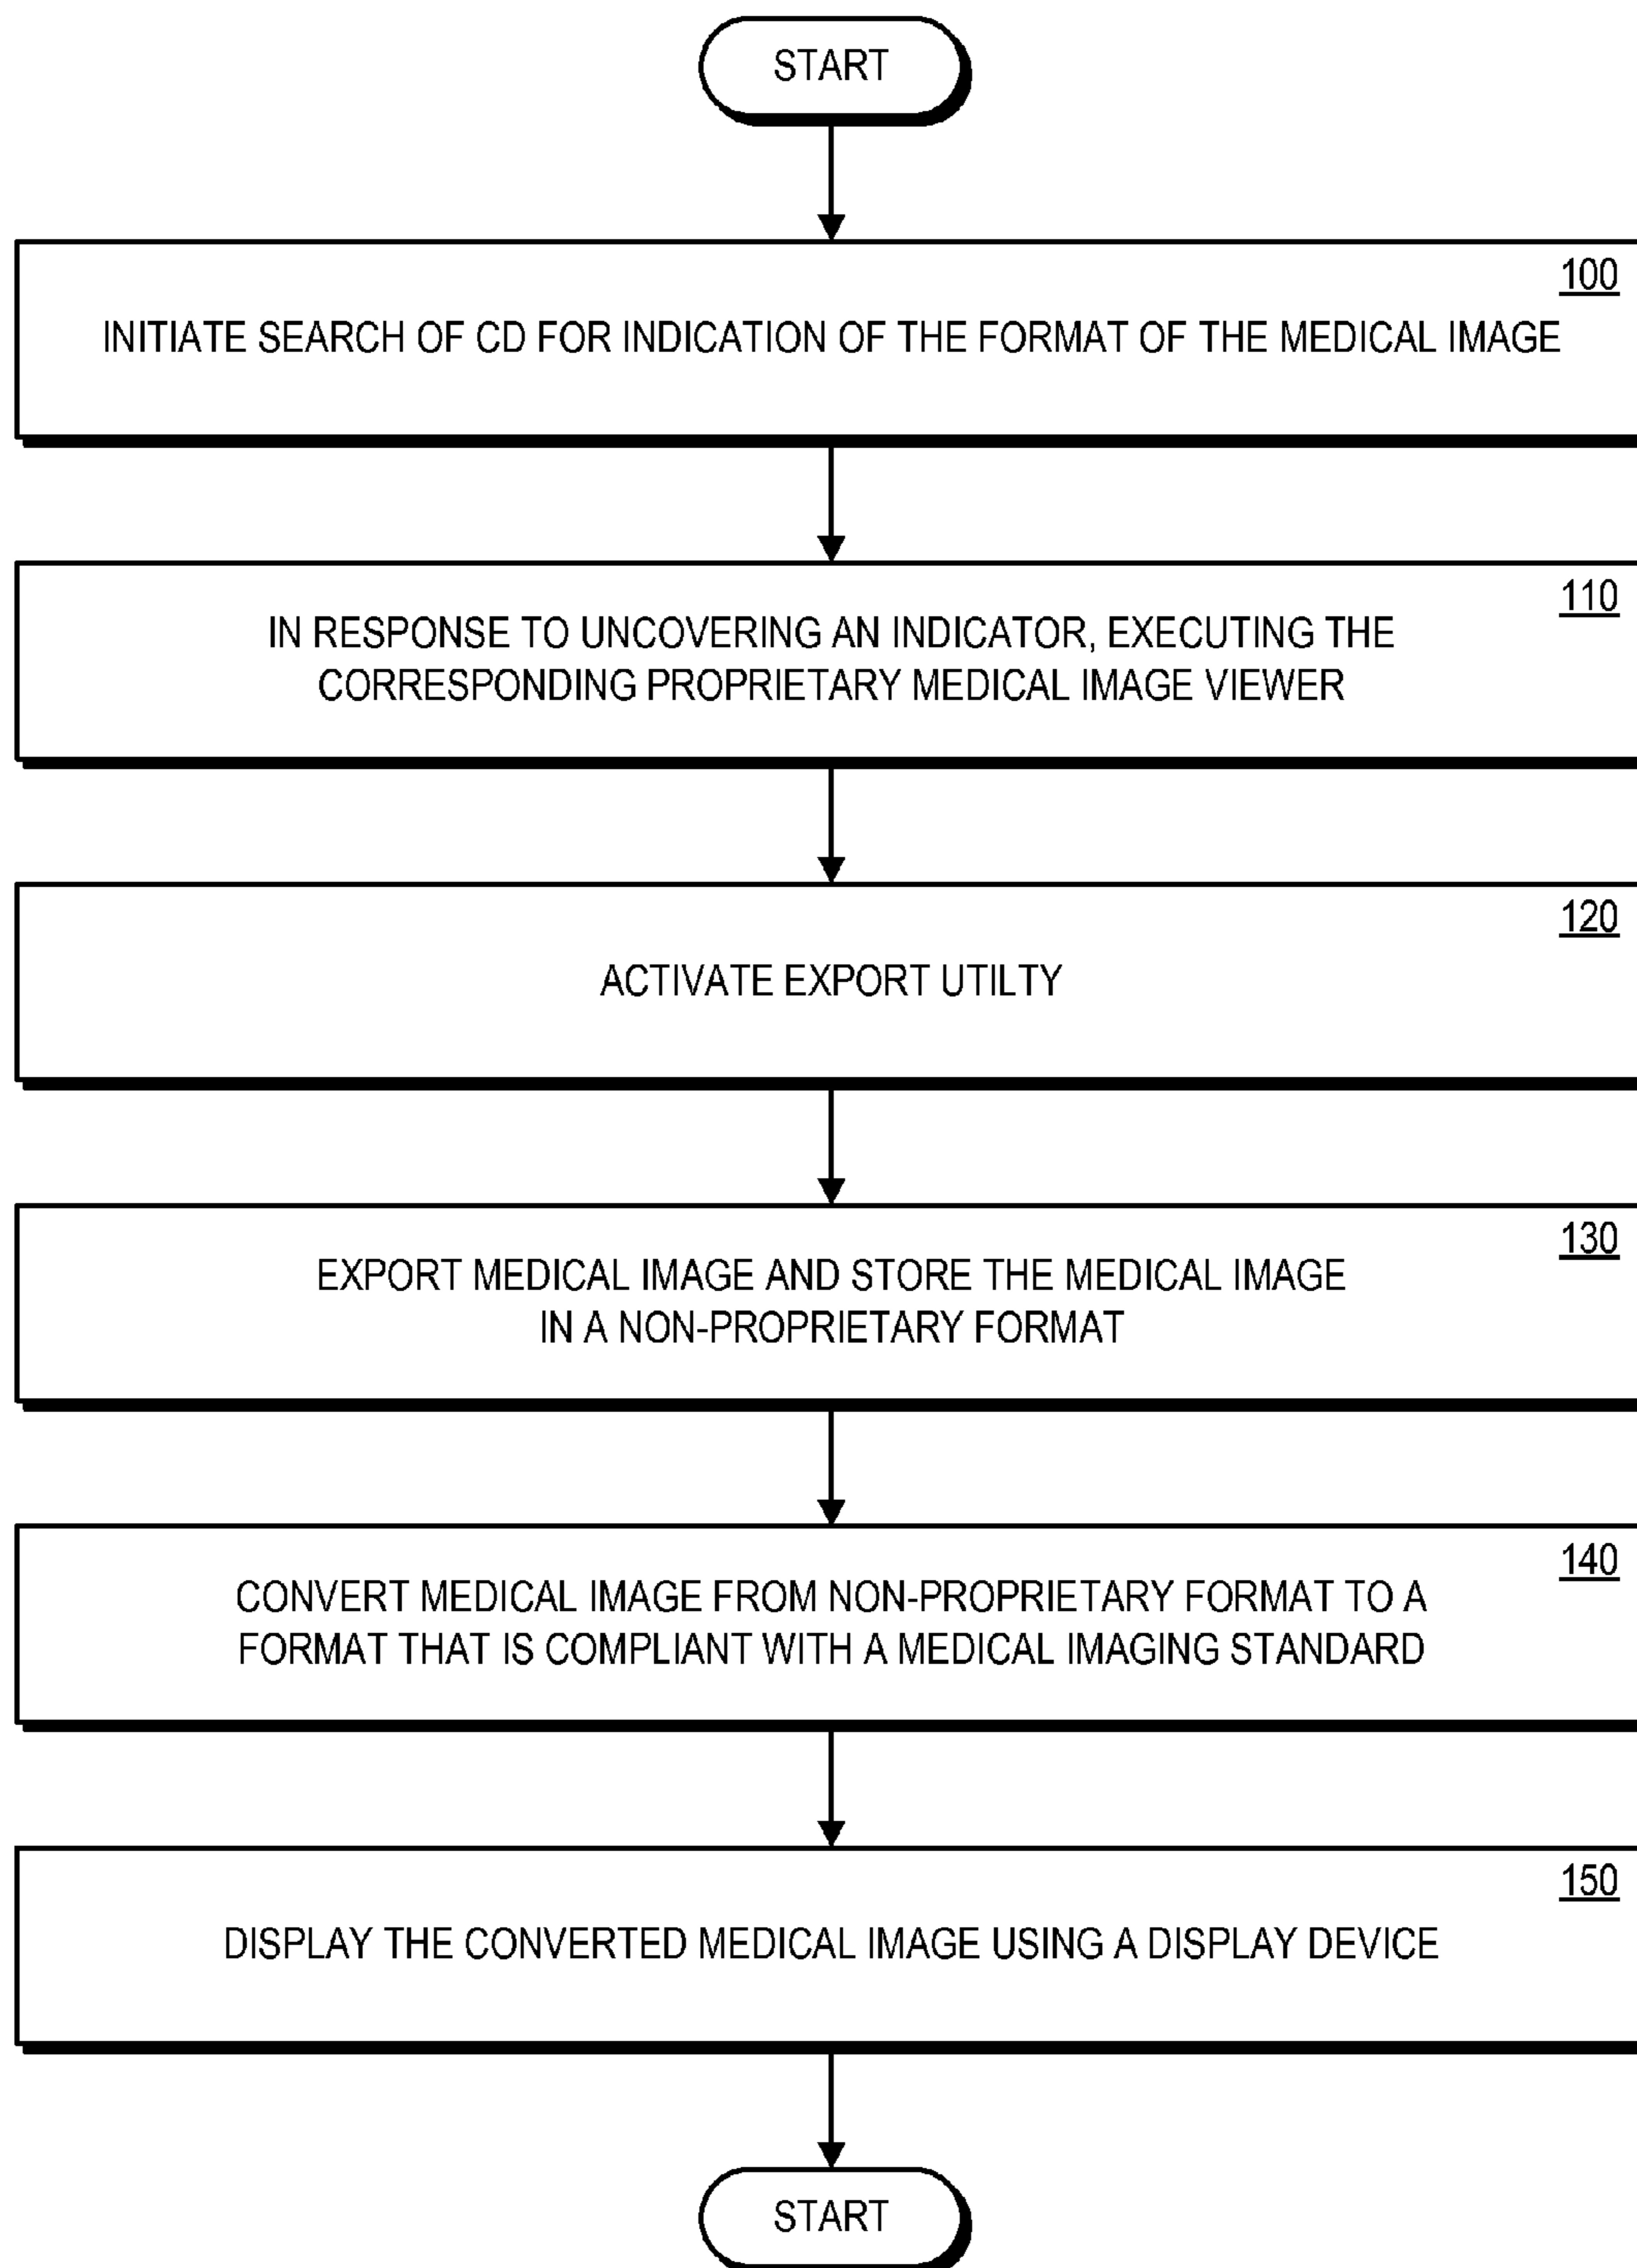 START
100
INITIATE SEARCH OF CD FOR INDICATION OF THE FORMAT OF THE MEDICAL IMAGE
110
IN RESPONSE TO UNCOVERING AN INDICATOR, EXECUTING THE
CORRESPONDING PROPRIETARY MEDICAL IMAGE VIEWER
120
ACTIVATE EXPORT UTILTY
130
EXPORT MEDICAL IMAGE AND STORE THE MEDICAL IMAGE
IN A NON-PROPRIETARY FORMAT
140
CONVERT MEDICAL IMAGE FROM NON-PROPRIETARY FORMAT TO A
FORMAT THAT IS COMPLIANT WITH A MEDICAL IMAGING STANDARD
150
DISPLAY THE CONVERTED MEDICAL IMAGE USING A DISPLAY DEVICE
START